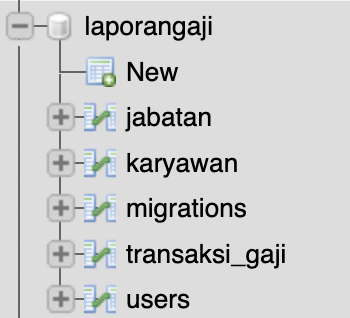 laporangaji
New
jabatan
karyawan
migrations
transaksi_gaji
users